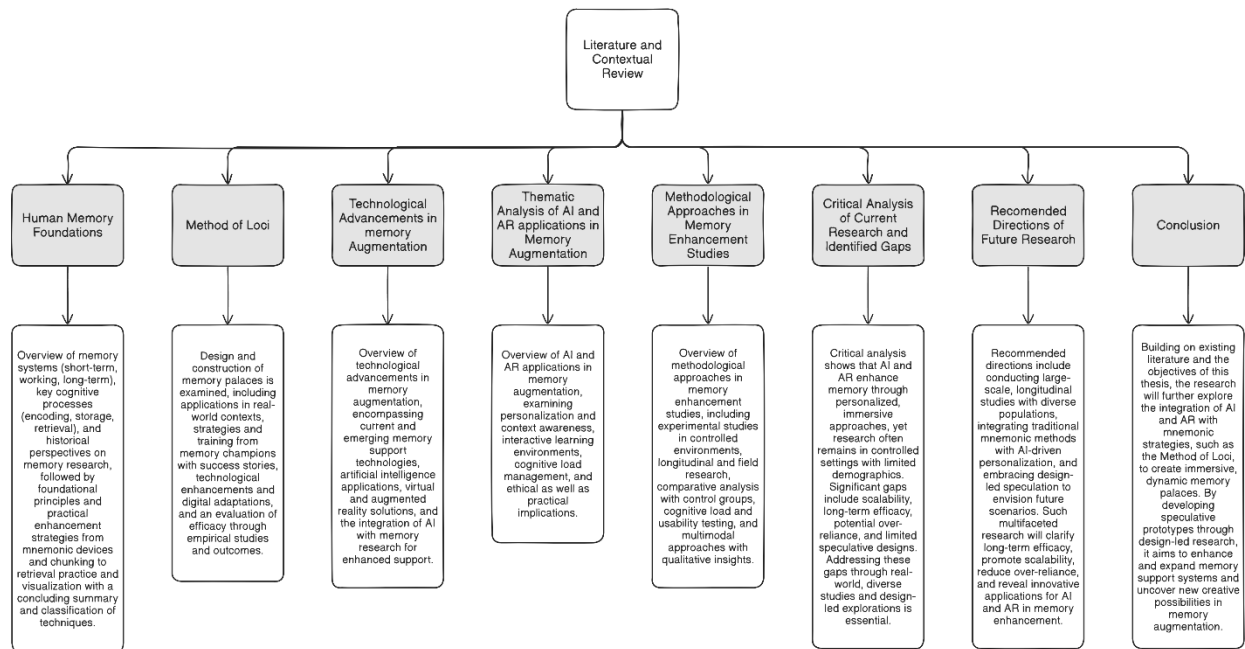 Literature and
Contextual
Review
Human Memory
Foundations
Method of Loci
Technological
Advancements in
memory
Augmentation
Thematic
Analysis of AI and
AR applications in
Memory
Augmentation
Methodological
Approaches in
Memory
Enhancement
Studies
Critical Analysis
of Current
Research and
Identified Gaps
Recomended
Directions of
Future Research
Conclusion
Overview of memory
systems (short-term,
working, long-term),
key cognitive
processes
(encoding, storage,
retrieval), and
historical
perspectives on
memory research,
followed by
foundational
principles and
practical
enhancement
strategies from
mnemonic devices
and chunking to
retrieval practice and
visualization with a
concluding summary
and classification of
techniques.
Design and
construction of
memory palaces is
examined, including
applications in real-
world contexts,
strategies and
training from
memory champions
with success stories,
technological
enhancements and
digital adaptations,
and an evaluation of
efficacy through
empirical studies
and outcomes.
Overview of
technological
advancements in
memory
augmentation,
encompassing
current and
emerging memory
support
technologies,
artificial intelligence
applications, virtual
and augmented
reality solutions, and
the integration of AI
with memory
research for
enhanced support.
Overview of AI and
AR applications in
memory
augmentation,
examining
personalization and
context awareness,
interactive learning
environments,
cognitive load
management, and
ethical as well as
practical
implications.
Overview of
methodological
approaches in
memory
enhancement
studies, including
experimental studies
in controlled
environments,
longitudinal and field
research,
comparative analysis
with control groups,
cognitive load and
usability testing, and
multimodal
approaches with
qualitative insights.
Critical analysis
shows that AI and
AR enhance
memory through
personalized,
immersive
approaches, yet
research often
remains in controlled
settings with limited
demographics.
Significant gaps
include scalability,
long-term efficacy,
potential over-
reliance, and limited
speculative designs.
Addressing these
gaps through real-
world, diverse
studies and design-
led explorations is
essential.
Recommended
directions include
conducting large-
scale, longitudinal
studies with diverse
populations,
integrating traditional
mnemonic methods
with AI-driven
personalization, and
embracing design-
led speculation to
envision future
scenarios. Such
multifaceted
research will clarify
long-term efficacy,
promote scalability,
reduce over-reliance,
and reveal innovative
applications for AI
and AR in memory
enhancement.
Building on existing
literature and the
objectives of this
thesis, the research
will further explore
the integration of AI
and AR with
mnemonic
strategies, such as
the Method of Loci,
to create immersive,
dynamic memory
palaces. By
developing
speculative
prototypes through
design-led research,
it aims to enhance
and expand memory
support systems and
uncover new creative
possibilities in
memory
augmentation.